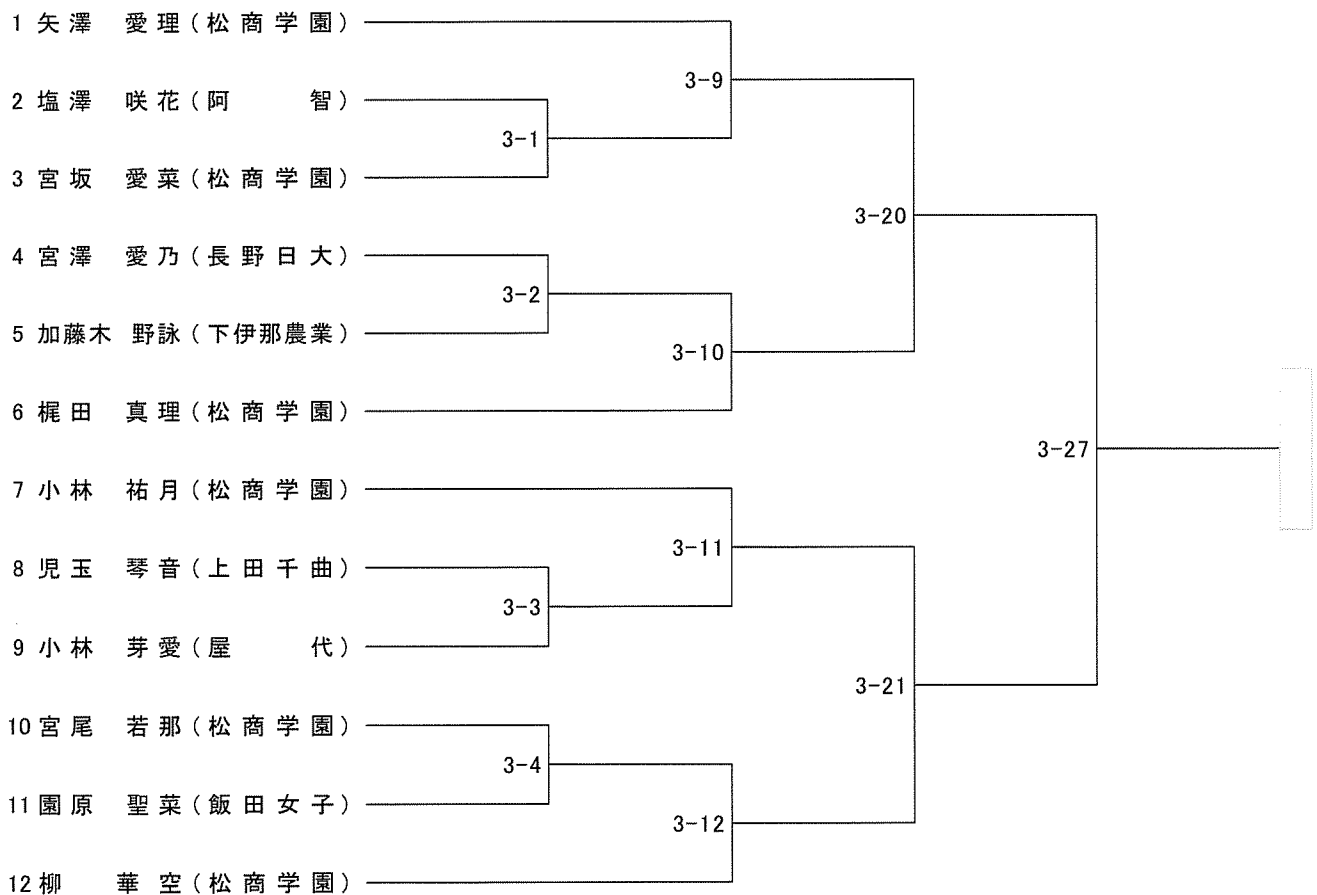 1 矢澤 愛理(松商学園)
3-9
2 塩澤 咲花(阿 智)
3-1
3 宮坂 愛菜(松商学園)
3-20
4 宮澤 愛乃(長野日大)
3-2
5 加藤木 野詠(下伊那農業)
3-10
6 梶田 真理(松商学園)
3-27
7 小林 祐月(松商学園)
3-11
8 児玉 琴音(上田千曲)
3-3
9 小林 芽愛(屋 代)
3-21
10 宮尾 若那(松商学園)
3-4
11 園原 聖菜(飯田女子)
3-12
12 柳 華空(松商学園)